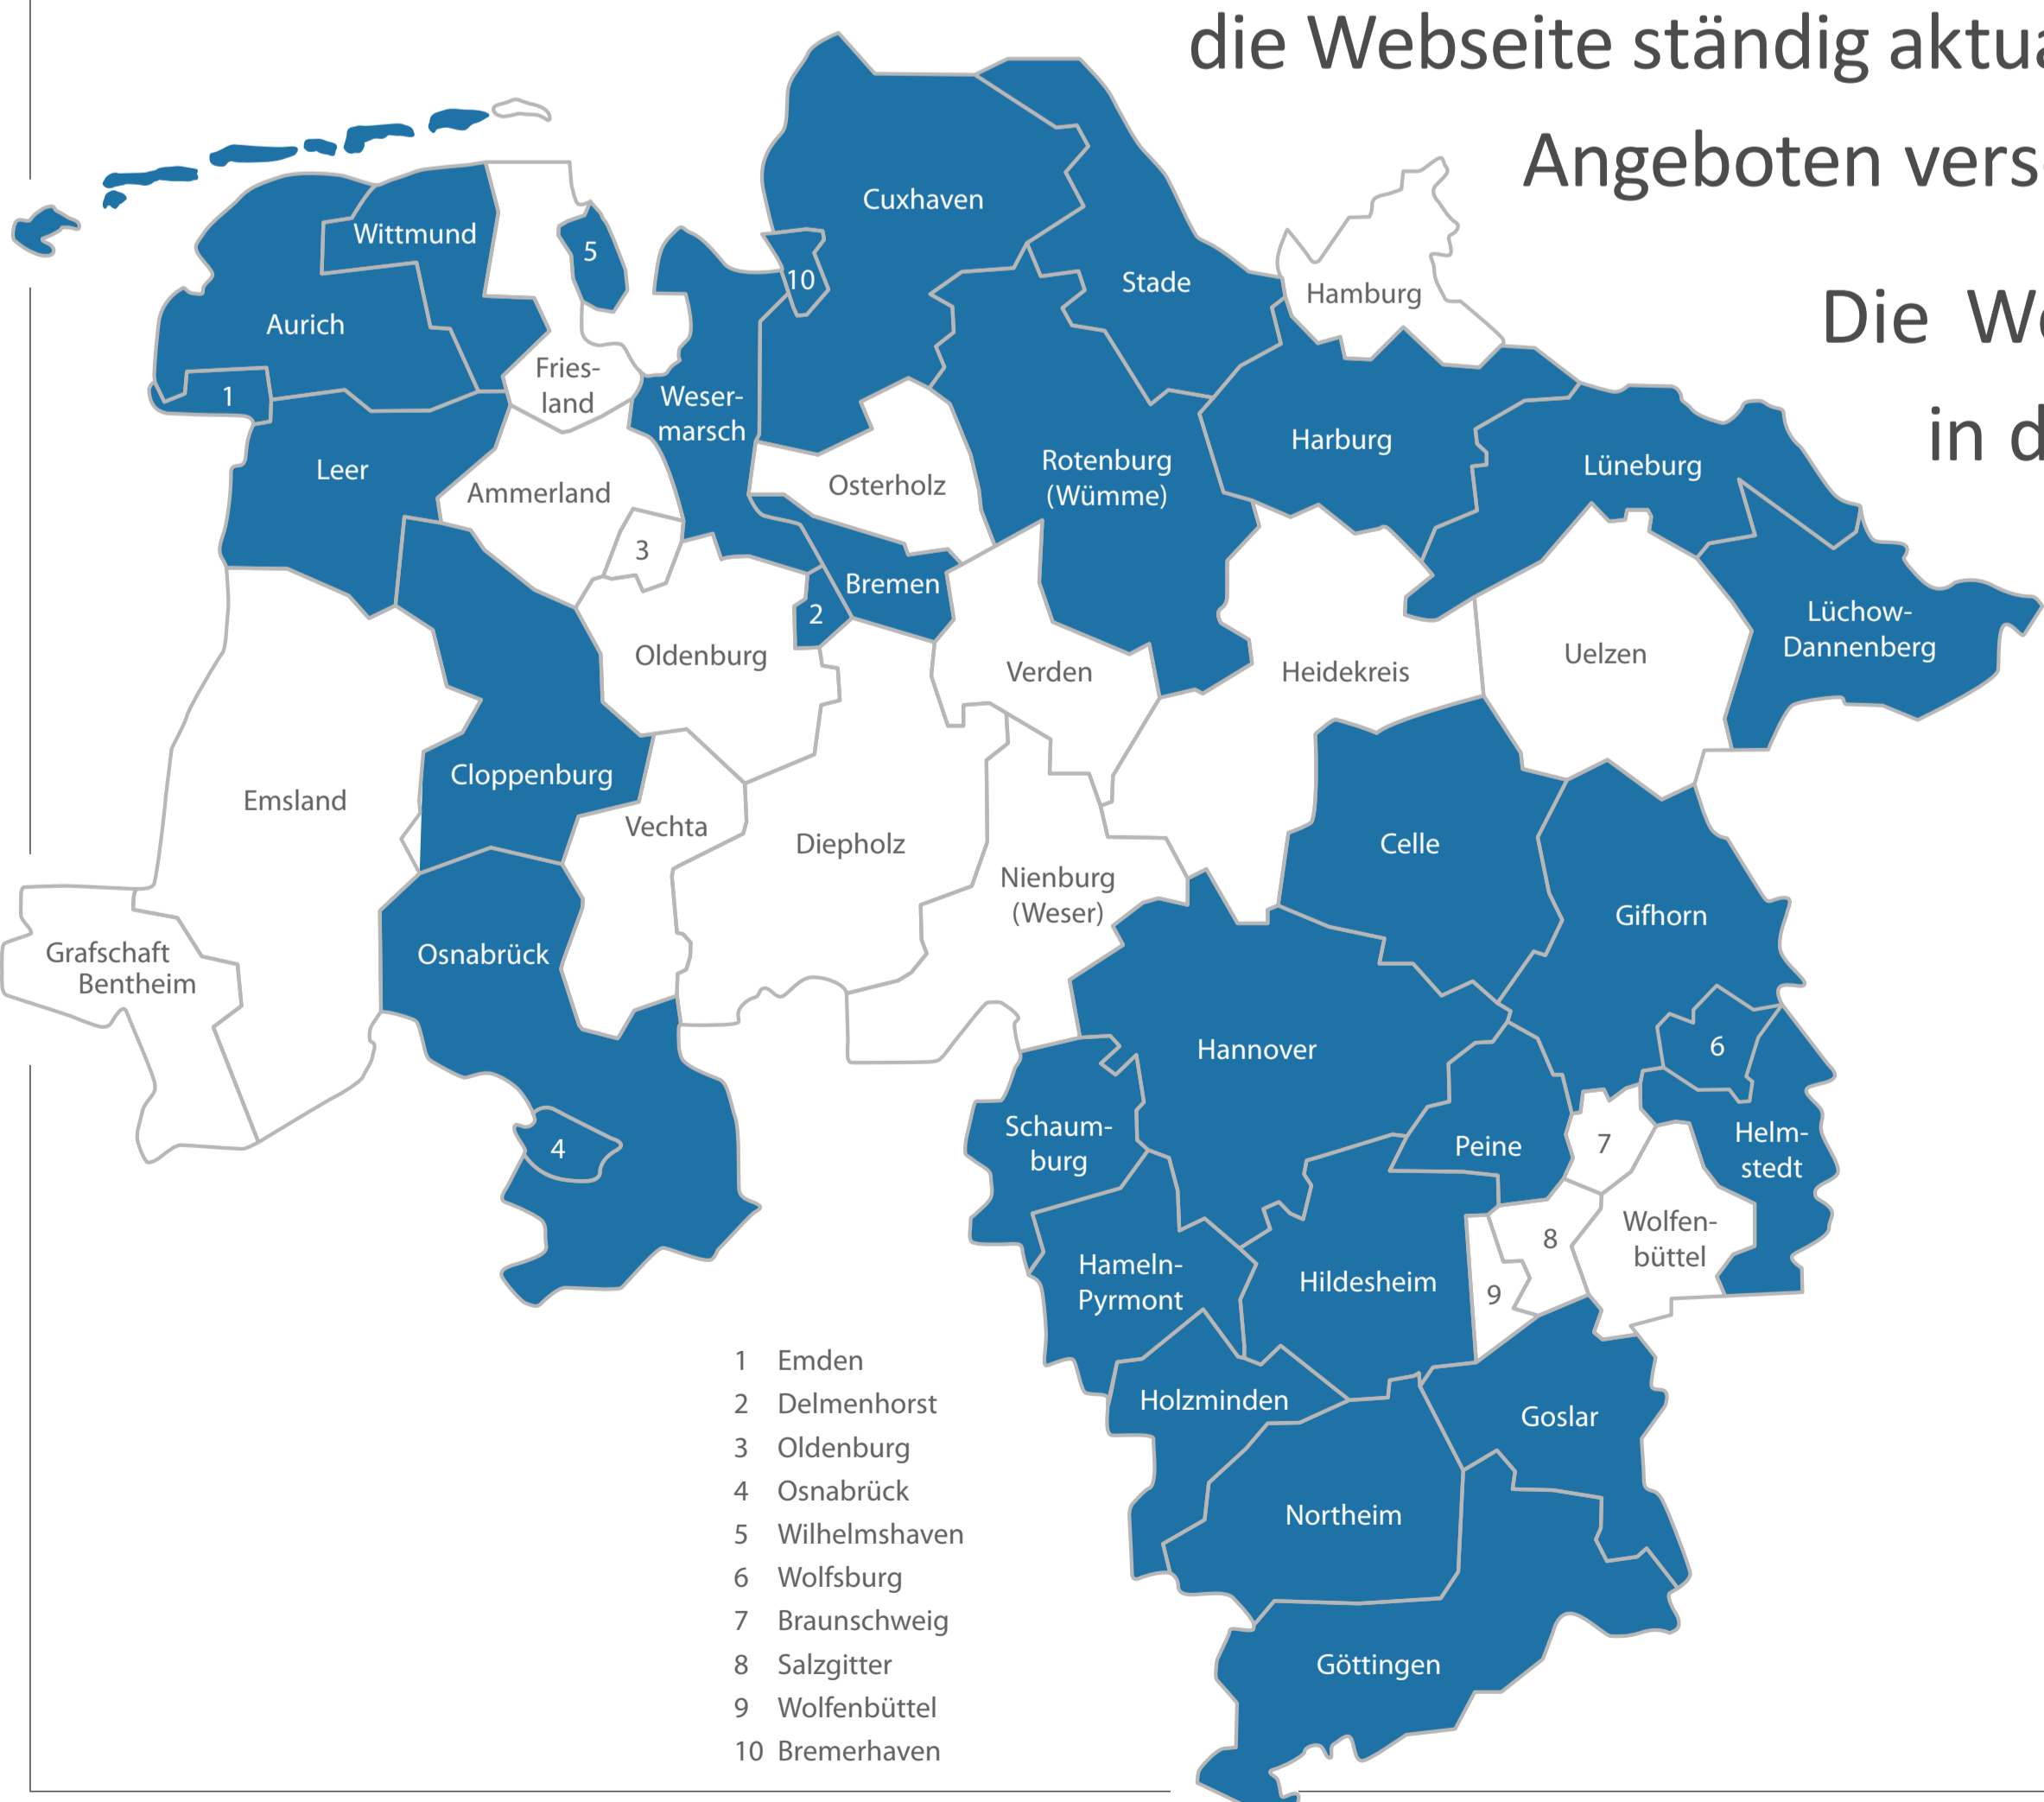 die Webseite ständig aktua
Angeboten vers
Die We
in d
Cuxhaven
Wittmund
5
10
Stade
Hamburg
Aurich
Fries-
land
1
Weser-
marsch
Harburg
Lüneburg
Leer
Ammerland
Osterholz
Rotenburg
(Wümme)
3
Bremen
2
Lüchow-
Dannenberg
Oldenburg
Verden
Heidekreis
Uelzen
Emsland
Cloppenburg
Vechta
Diepholz
Celle
Nienburg
(Weser)
Gifhorn
Grafschaft
Bentheim
Osnabrück
Hannover
6
Schaum-
burg
Peine
7
Helm-
stedt
4
8
Wolfen-
büttel
Hameln-
Pyrmont
Hildesheim
9
Holzminden
Goslar
Northeim
Göttingen
1 Emden
2 Delmenhorst
3 Oldenburg
4 Osnabrück
5 Wilhelmshaven
6 Wolfsburg
7 Braunschweig
8 Salzgitter
9 Wolfenbüttel
10 Bremerhaven